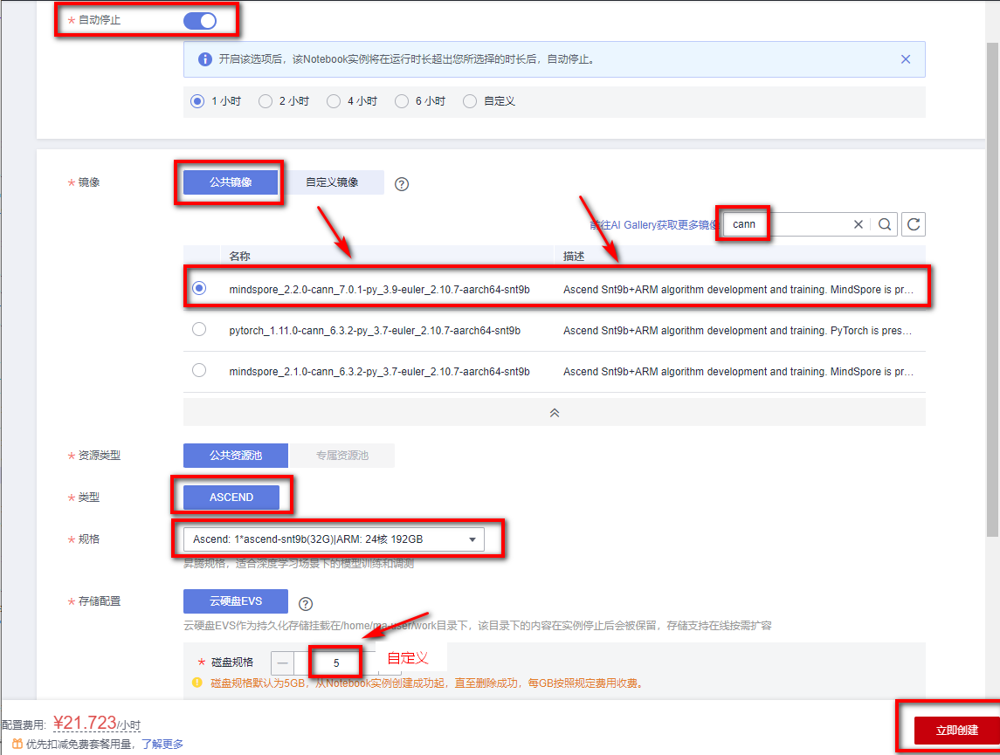 * 自动停止
开启该选项后，该Notebook实例将在运行时长超出您所选择的时长后，自动停止。
1 小时 2 小时 4 小时 6 小时 自定义
* 镜像 公共镜像 自定义镜像
前往AI Gallery获取更多镜像 cann
名称 描述
mindspore_2.2.0-cann_7.0.1-py_3.9-euler_2.10.7-aarch64-snt9b Ascend Snt9b+ARM algorithm development and training. MindSpore is pr...
pytorch_1.11.0-cann_6.3.2-py_3.7-euler_2.10.7-aarch64-snt9b Ascend Snt9b+ARM algorithm development and training. PyTorch is pres...
mindspore_2.1.0-cann_6.3.2-py_3.7-euler_2.10.7-aarch64-snt9b Ascend Snt9b+ARM algorithm development and training. MindSpore is pr...
* 资源类型 公共资源池 专属资源池
* 类型 ASCEND
* 规格 Ascend: 1*ascend-snt9b(32G)|ARM: 24核 192GB
昇腾规格，适合深度学习场景下的模型训练和调测
* 存储配置 云硬盘EVS
云硬盘EVS作为持久化存储挂载在/home/ma-user/work目录下，该目录下的内容在实例停止后会被保留，存储支持在线按需扩容
* 磁盘规格 5 自定义
磁盘规格默认为5GB，从Notebook实例创建成功起，直至删除成功，每GB按照规定费用收费。
配置费用: ¥21.723/小时
优先扣减免费套餐用量，了解更多
立即创建